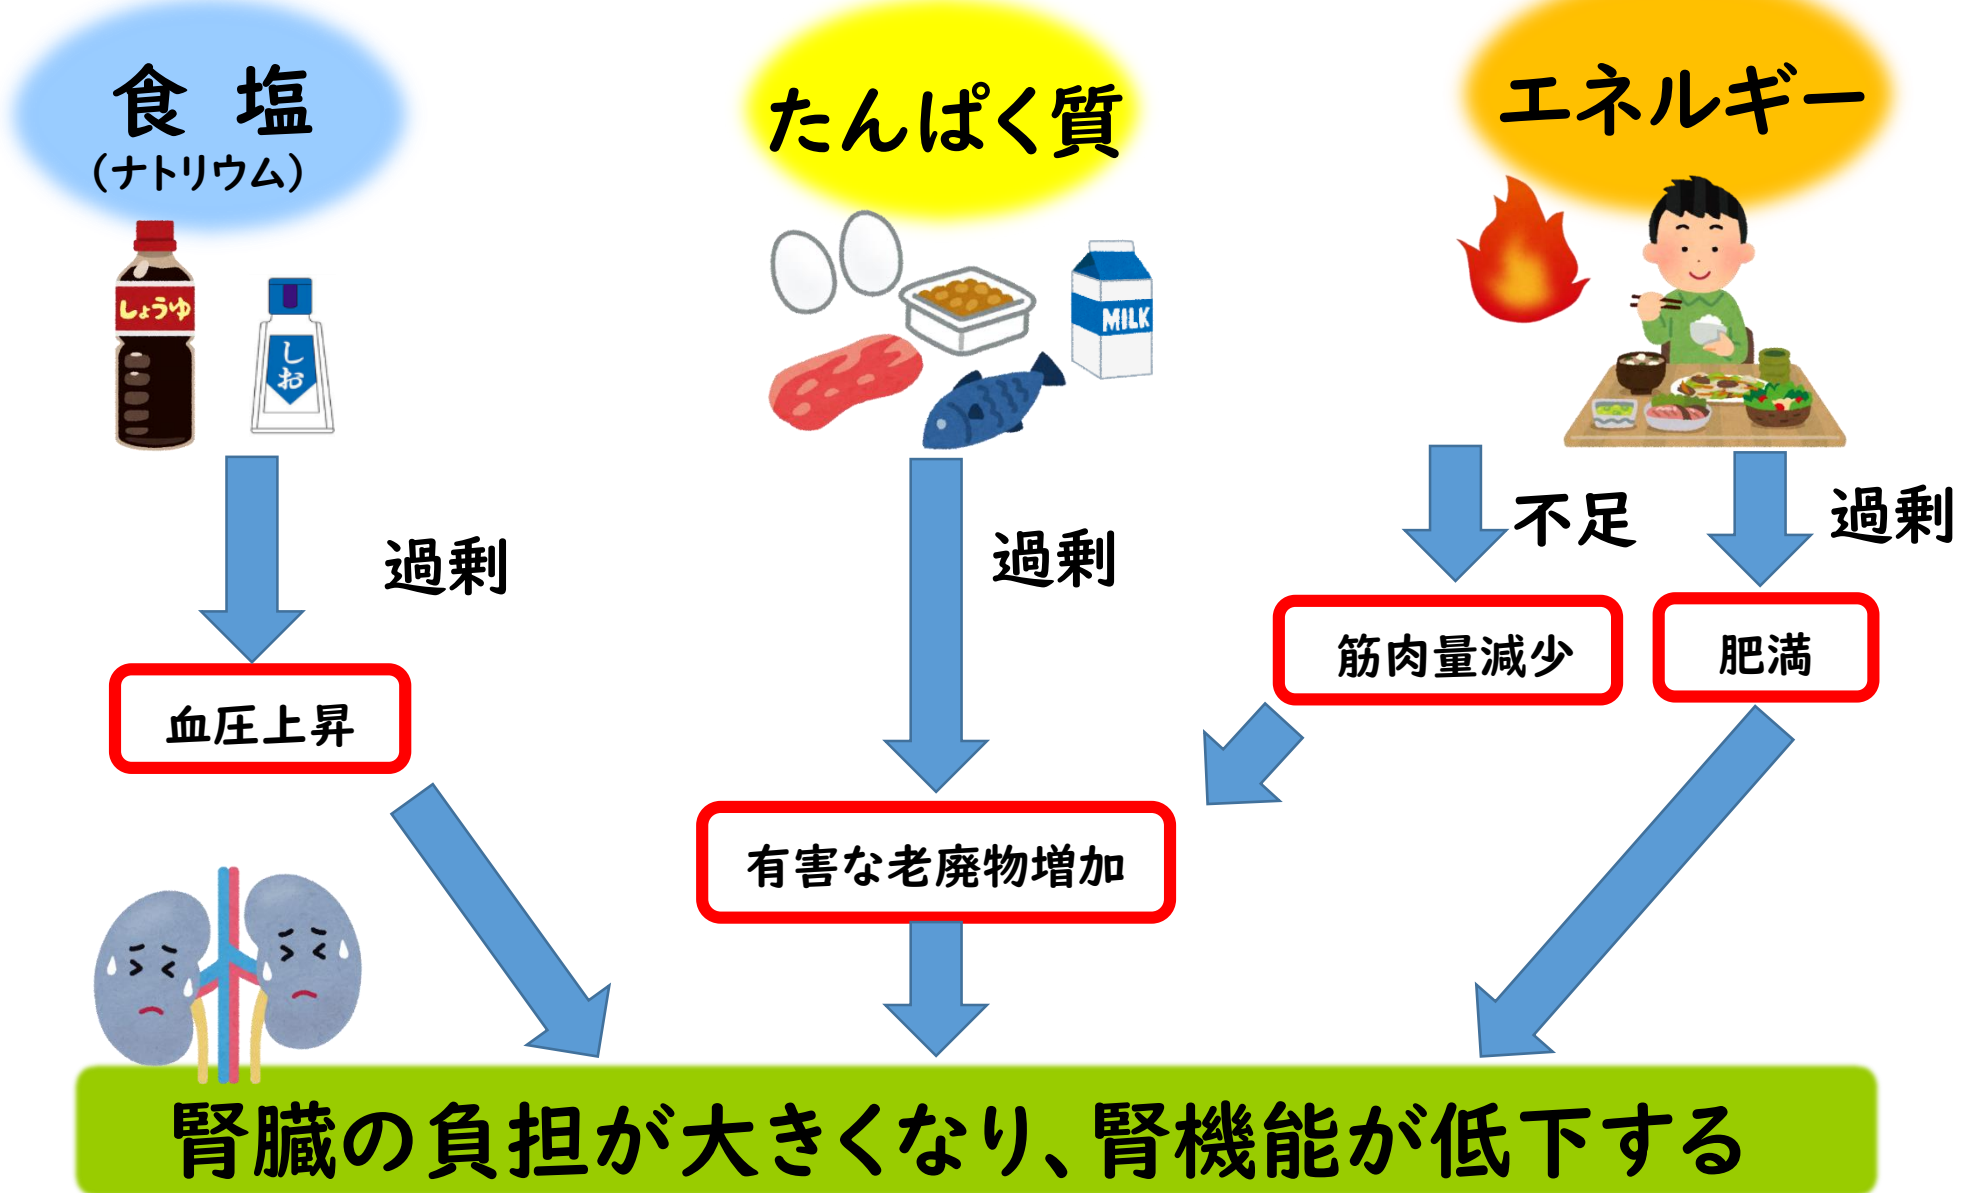 食 塩
（ナトリウム）
しょうゆ
しお
過剰
血圧上昇
たんぱく質
MILK
過剰
有害な老廃物増加
エネルギー
不足
過剰
筋肉量減少
肥満
腎臓の負担が大きくなり、腎機能が低下する